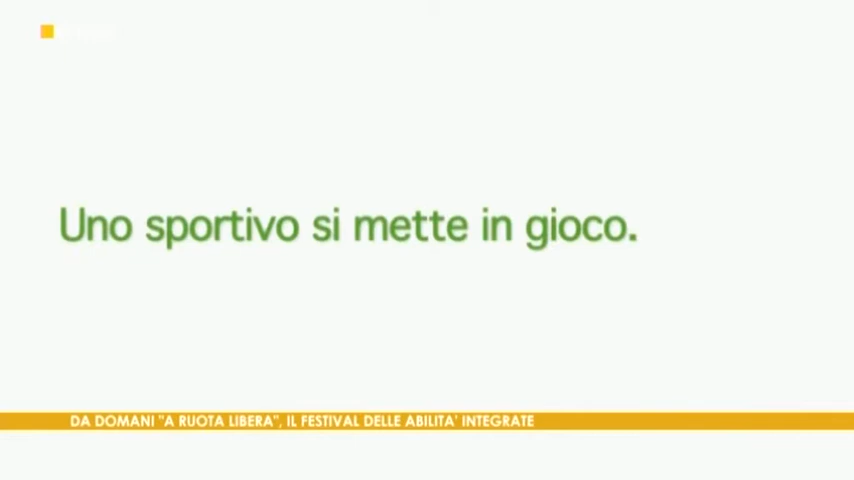 Uno sportivo si mette in gioco.
DA DOMANI "A RUOTA LIBERA", IL FESTIVAL DELLE ABILITA' INTEGRATE